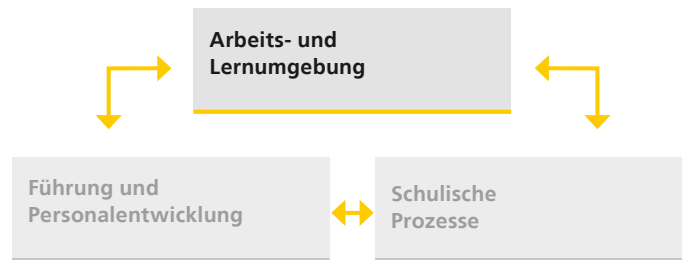 Arbeits- und
Lernumgebung
Führung und
Personalentwicklung
Schulische
Prozesse